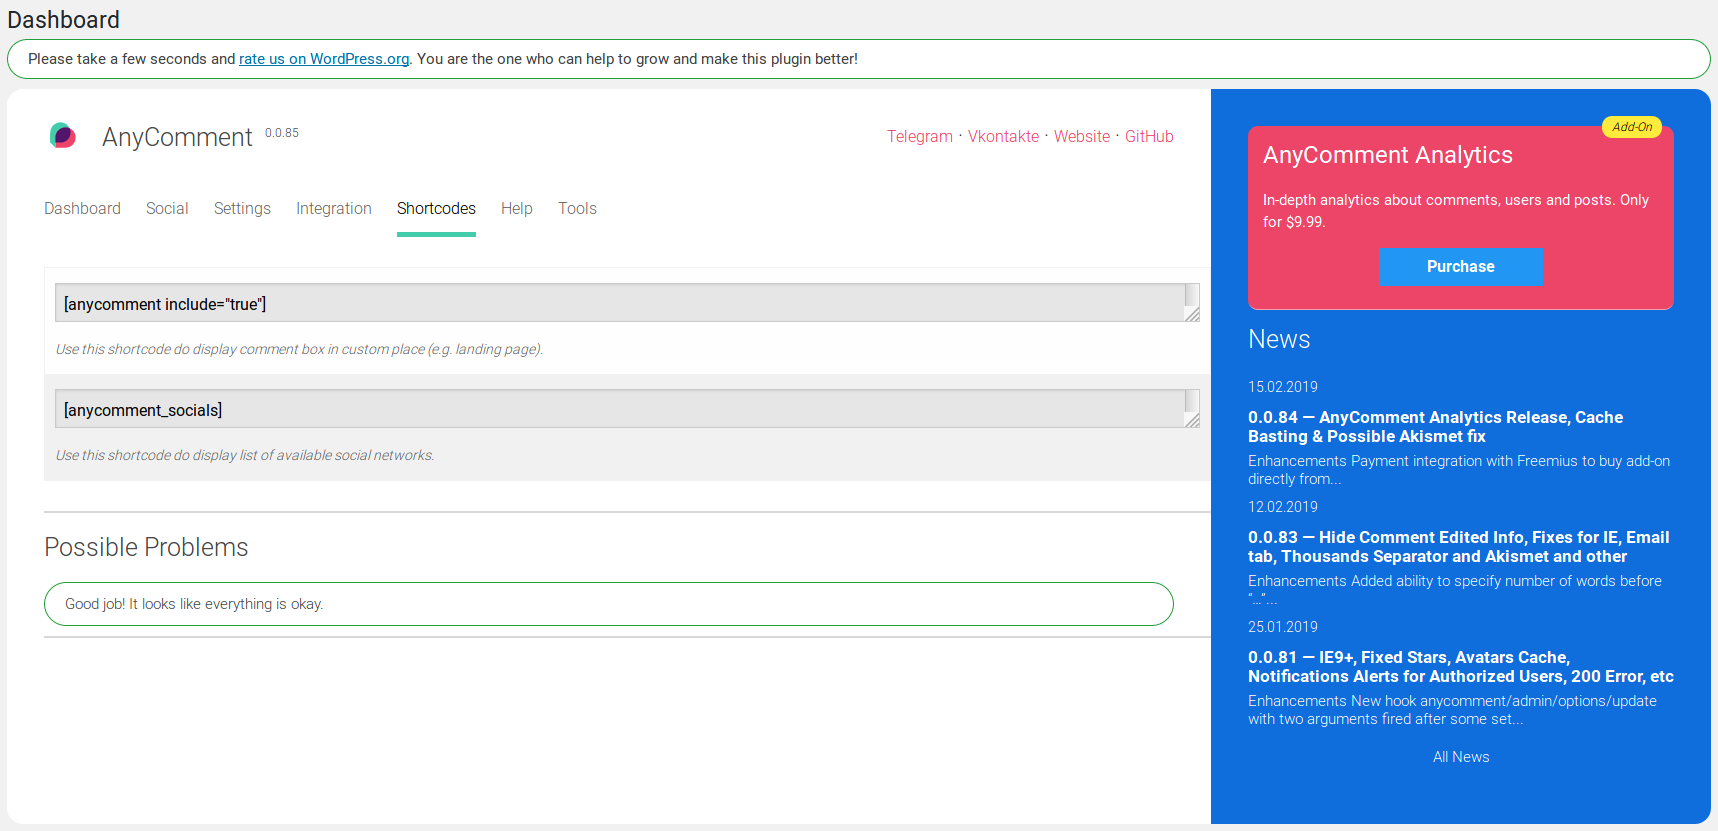 Dashboard
Please take a few seconds and rate us on WordPress.org. You are the one who can help to grow and make this plugin better!
AnyComment 0.0.85
Telegram · Vkontakte · Website · GitHub
Dashboard Social Settings Integration Shortcodes Help Tools
[anycomment include="true"]
Use this shortcode do display comment box in custom place (e.g. landing page).
[anycomment_socials]
Use this shortcode do display list of available social networks.
Possible Problems
Good job! It looks like everything is okay.
Add-On
AnyComment Analytics
In-depth analytics about comments, users and posts. Only
for $9.99.
Purchase
News
15.02.2019
0.0.84 — AnyComment Analytics Release, Cache
Basting & Possible Akismet fix
Enhancements Payment integration with Freemius to buy add-on
directly from...
12.02.2019
0.0.83 — Hide Comment Edited Info, Fixes for IE, Email
tab, Thousands Separator and Akismet and other
Enhancements Added ability to specify number of words before
“…”...
25.01.2019
0.0.81 — IE9+, Fixed Stars, Avatars Cache,
Notifications Alerts for Authorized Users, 200 Error, etc
Enhancements New hook anycomment/admin/options/update
with two arguments fired after some set...
All News